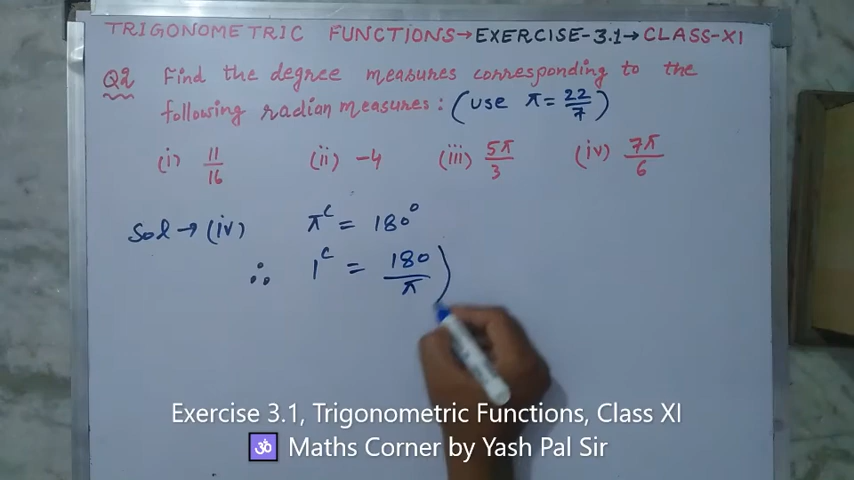 TRIGONOMETRIC FUNCTIONS→EXERCISE-3.1→CLASS-XI
Q2 Find the degree measures corresponding to the
following radian measures: (use π = 22/7)
(i) 11/16 (ii) -4 (iii) 5π/3 (iv) 7π/6
Sol → (iv) π^c = 180°
∴ 1^c = 180/π)
Exercise 3.1, Trigonometric Functions, Class XI
🕉 Maths Corner by Yash Pal Sir